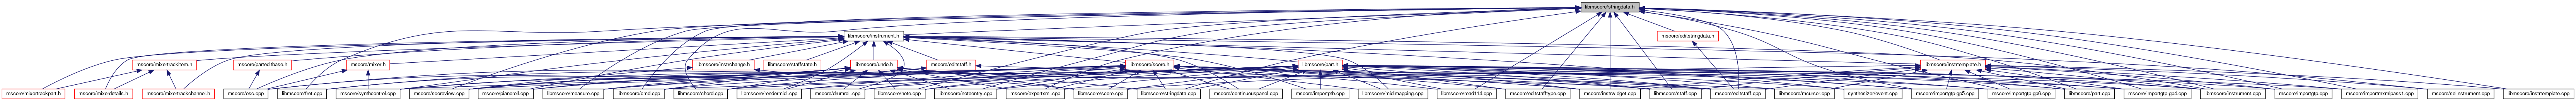 libmscore/stringdata.h
libmscore/instrument.h
mscore/editstringdata.h
mscore/mixertrackitem.h
mscore/parteditbase.h
mscore/mixer.h
libmscore/instrchange.h
libmscore/staffstate.h
libmscore/undo.h
mscore/editstaff.h
libmscore/score.h
libmscore/part.h
libmscore/instrtemplate.h
mscore/mixertrackpart.h
mscore/mixerdetails.h
mscore/mixertrackchannel.h
mscore/osc.cpp
libmscore/fret.cpp
mscore/synthcontrol.cpp
mscore/scoreview.cpp
mscore/pianoroll.cpp
libmscore/measure.cpp
libmscore/cmd.cpp
libmscore/chord.cpp
libmscore/rendermidi.cpp
mscore/drumroll.cpp
libmscore/note.cpp
libmscore/noteentry.cpp
mscore/exportxml.cpp
libmscore/score.cpp
libmscore/stringdata.cpp
mscore/continuouspanel.cpp
mscore/importptb.cpp
libmscore/midimapping.cpp
libmscore/read114.cpp
mscore/editstafftype.cpp
mscore/instrwidget.cpp
libmscore/staff.cpp
mscore/editstaff.cpp
libmscore/mcursor.cpp
synthesizer/event.cpp
mscore/importgtp-gp5.cpp
mscore/importgtp-gp6.cpp
libmscore/part.cpp
mscore/importgtp-gp4.cpp
libmscore/instrument.cpp
mscore/importgtp.cpp
mscore/importmxmlpass1.cpp
mscore/selinstrument.cpp
libmscore/instrtemplate.cpp